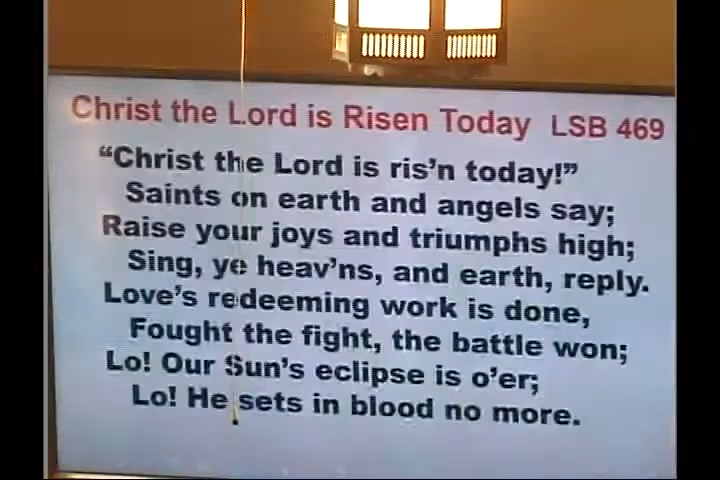 Christ the Lord is Risen Today LSB 469
“Christ the Lord is ris’n today!”
Saints on earth and angels say;
Raise your joys and triumphs high;
Sing, ye heav’ns, and earth, reply.
Love’s redeeming work is done,
Fought the fight, the battle won;
Lo! Our Sun’s eclipse is o’er;
Lo! He sets in blood no more.